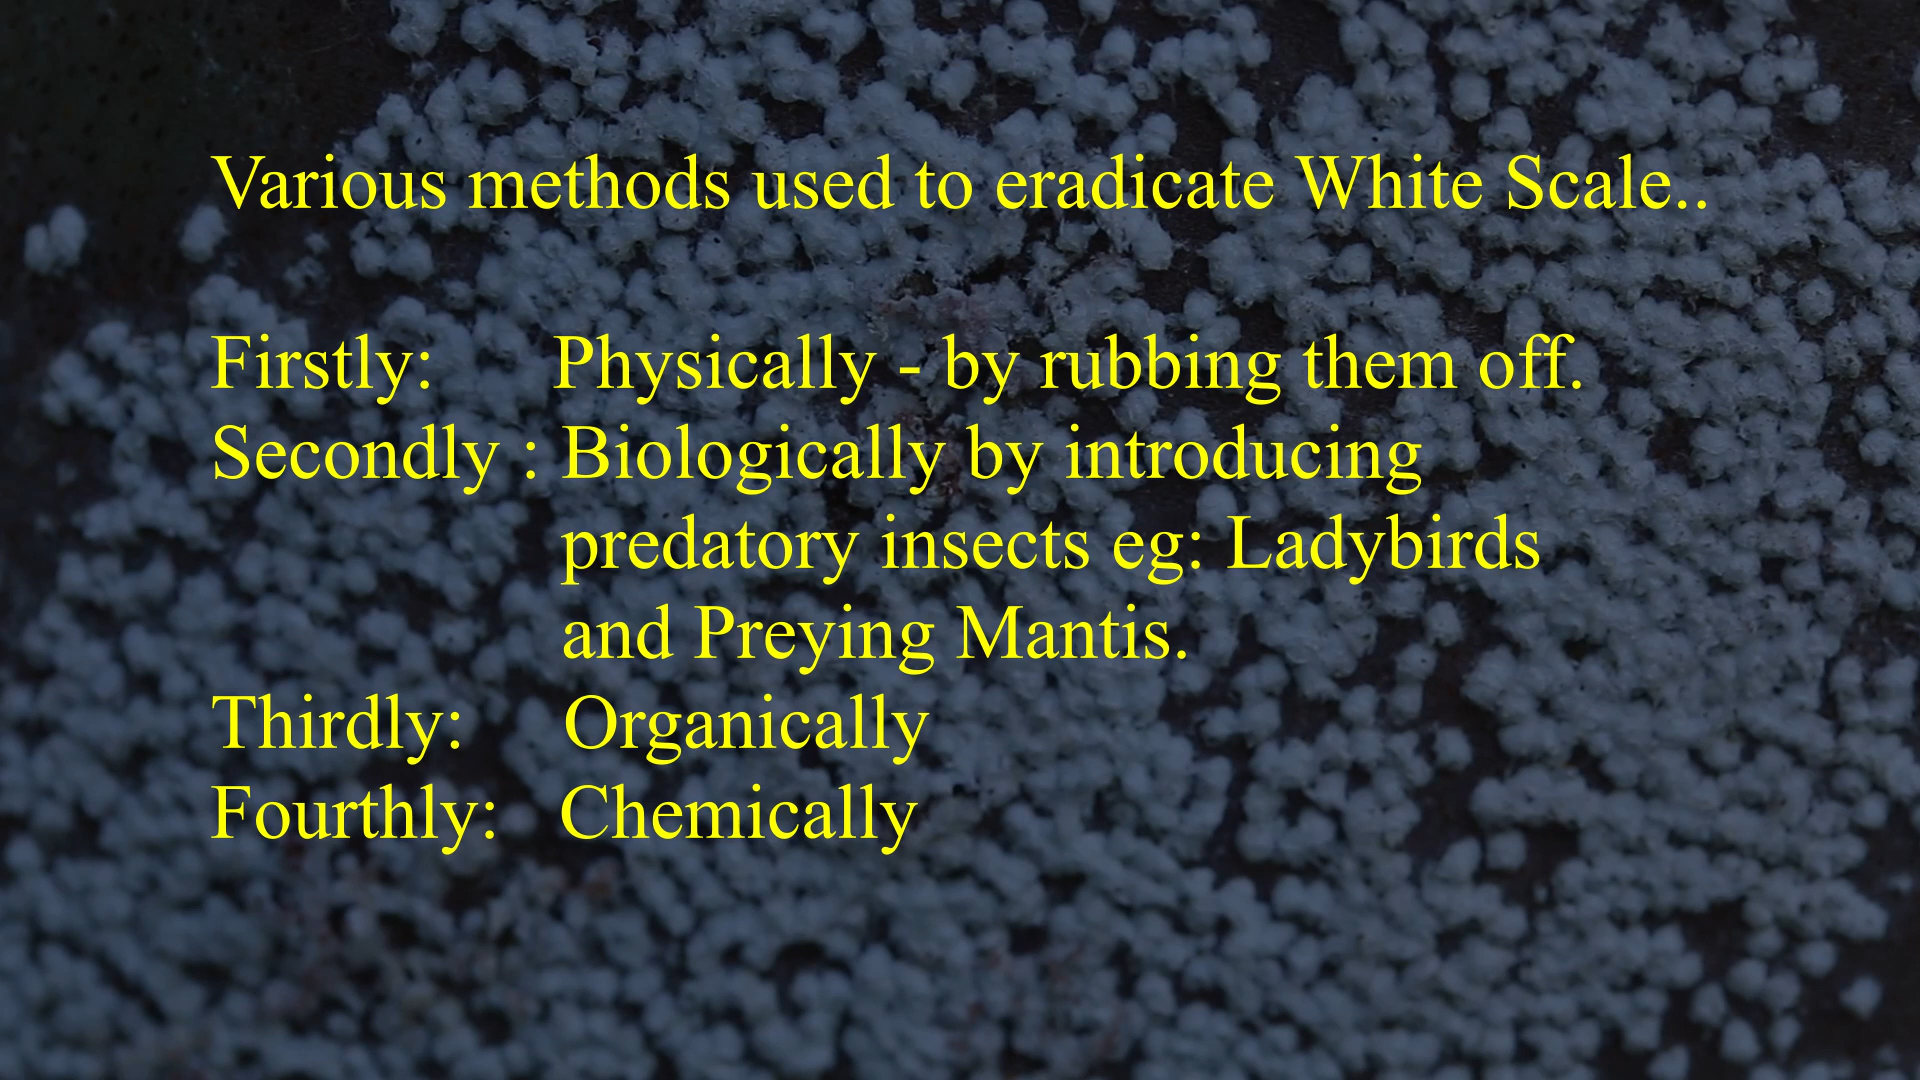 Various methods used to eradicate White Scale..
Firstly: Physically - by rubbing them off.
Secondly : Biologically by introducing
predatory insects eg: Ladybirds
and Preying Mantis.
Thirdly: Organically
Fourthly: Chemically